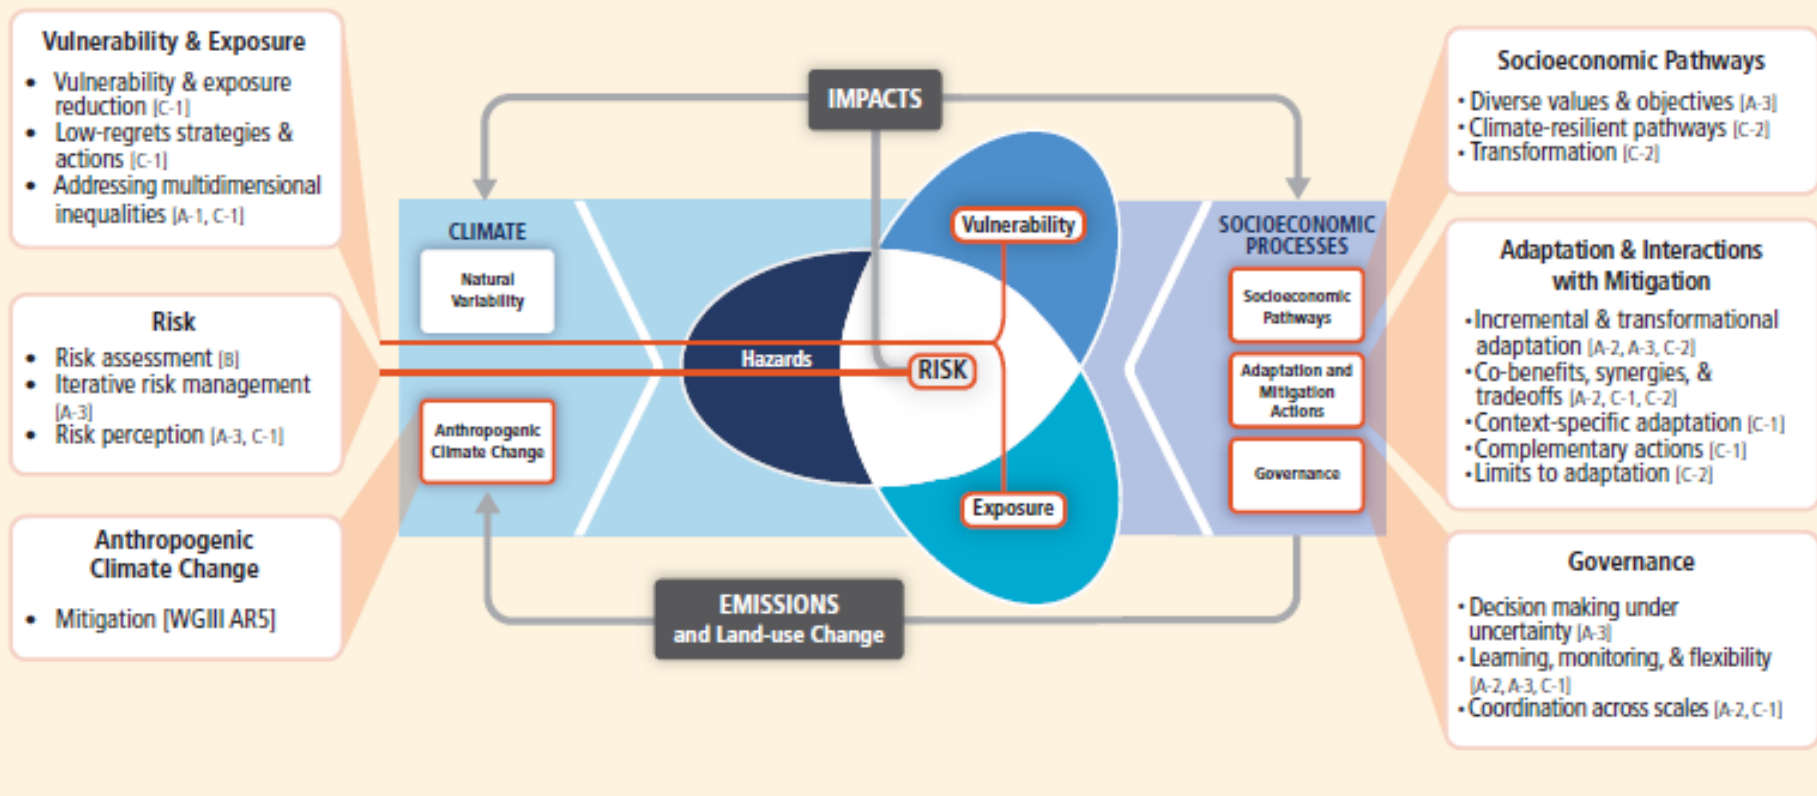 Vulnerability & Exposure
• Vulnerability & exposure
reduction [C-1]
• Low-regrets strategies &
actions [C-1]
• Addressing multidimensional
inequalities [A-1, C-1]
Risk
• Risk assessment [B]
• Iterative risk management
[A-3]
• Risk perception [A-3, C-1]
Anthropogenic
Climate Change
• Mitigation [WGIII AR5]
IMPACTS
CLIMATE
Natural
Variability
Anthropogenic
Climate Change
Vulnerability
Hazards
RISK
Exposure
EMISSIONS
and Land-use Change
SOCIOECONOMIC
PROCESSES
Socioeconomic
Pathways
Adaptation and
Mitigation
Actions
Governance
Socioeconomic Pathways
• Diverse values & objectives [A-3]
• Climate-resilient pathways [C-2]
• Transformation [C-2]
Adaptation & Interactions
with Mitigation
• Incremental & transformational
adaptation [A-2, A-3, C-2]
• Co-benefits, synergies, &
tradeoffs [A-2, C-1, C-2]
• Context-specific adaptation [C-1]
• Complementary actions [C-1]
• Limits to adaptation [C-2]
Governance
• Decision making under
uncertainty [A-3]
• Learning, monitoring, & flexibility
[A-2, A-3, C-1]
• Coordination across scales [A-2, C-1]